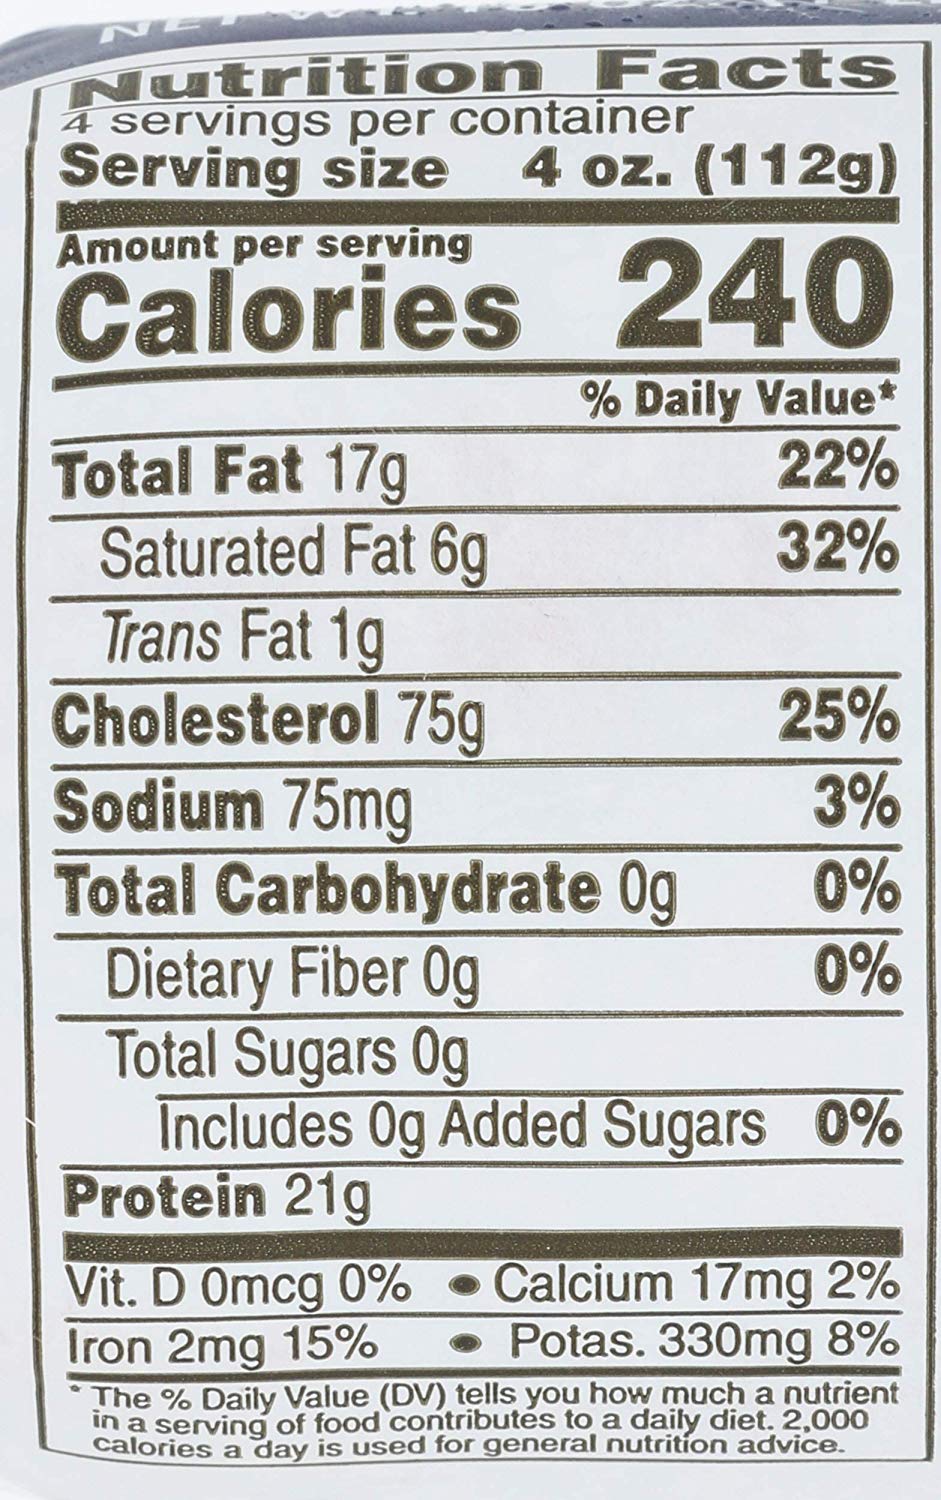 Nutrition Facts
4 servings per container
Serving size 4 oz. (112g)
Amount per serving
Calories 240
% Daily Value*
Total Fat 17g 22%
Saturated Fat 6g 32%
Trans Fat 1g
Cholesterol 75g 25%
Sodium 75mg 3%
Total Carbohydrate 0g 0%
Dietary Fiber 0g 0%
Total Sugars 0g
Includes 0g Added Sugars 0%
Protein 21g
Vit. D 0mcg 0% • Calcium 17mg 2%
Iron 2mg 15% • Potas. 330mg 8%
* The % Daily Value (DV) tells you how much a nutrient
in a serving of food contributes to a daily diet. 2,000
calories a day is used for general nutrition advice.